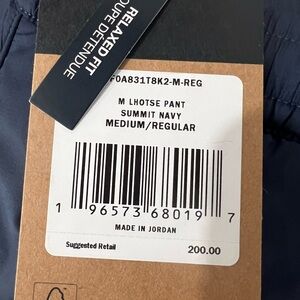 RELAXED FIT
COUPE DÉTENDUE
F0A831T8K2-M-REG
M LHOTSE PANT
SUMMIT NAVY
MEDIUM/REGULAR
1 96573 68019 7
MADE IN JORDAN
Suggested Retail 200.00